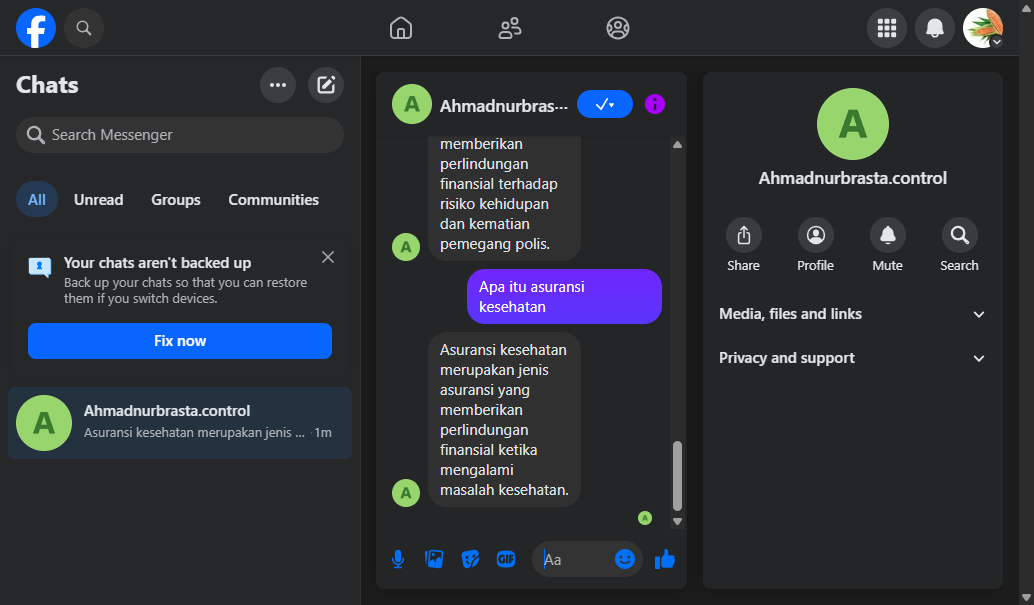 Chats
Search Messenger
All Unread Groups Communities
Your chats aren't backed up
Back up your chats so that you can restore
them if you switch devices.
Fix now
A
Ahmadnurbrasta.control
Asuransi kesehatan merupakan jenis ... · 1m
A
Ahmadnurbras...
memberikan
perlindungan
finansial terhadap
risiko kehidupan
dan kematian
pemegang polis.
A
Apa itu asuransi
kesehatan
Asuransi kesehatan
merupakan jenis
asuransi yang
memberikan
perlindungan
finansial ketika
mengalami
masalah kesehatan.
A
A
GIF
Aa
A
Ahmadnurbrasta.control
Share Profile Mute Search
Media, files and links
Privacy and support